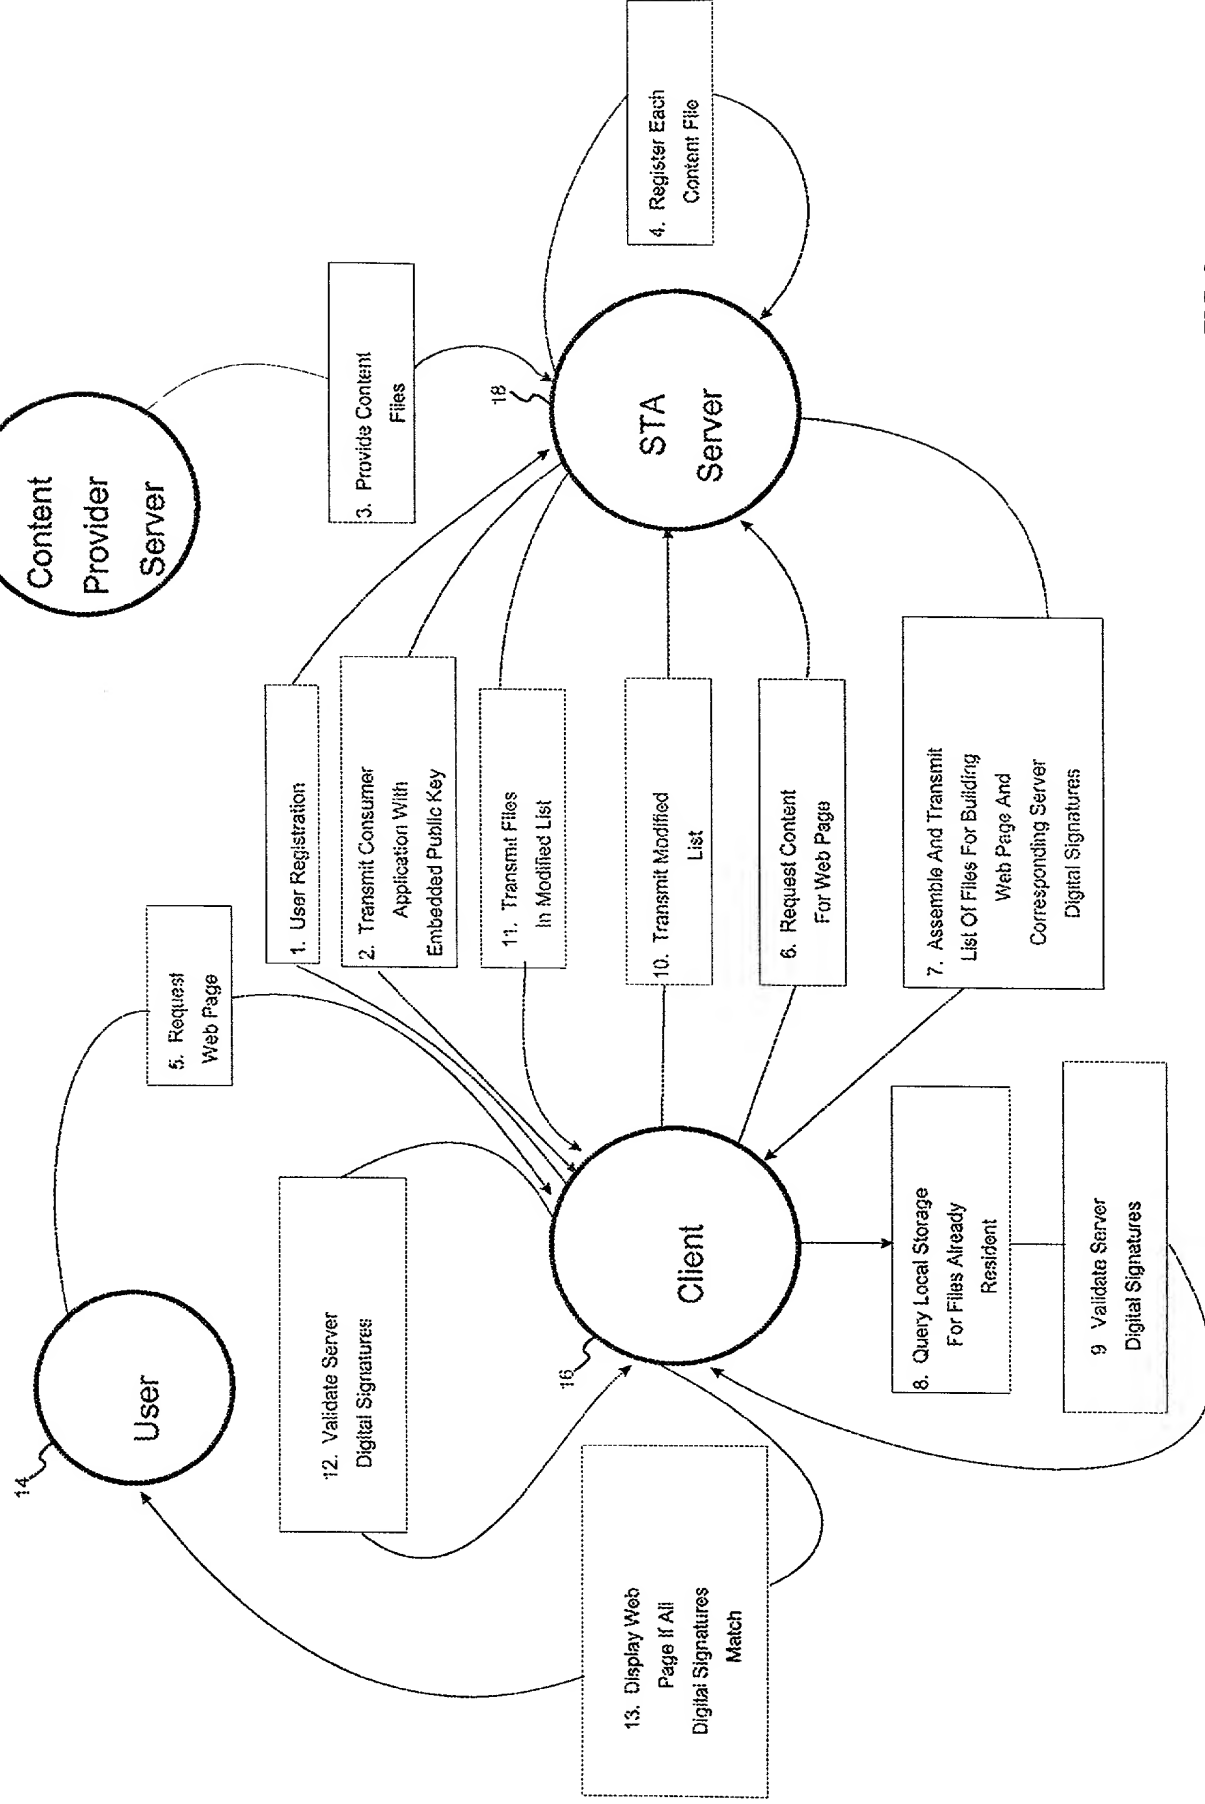 Content
Provider
Server
3. Provide Content
Files
4. Register Each
Content File
18
STA
Server
1. User Registration
2. Transmit Consumer
Application With
Embedded Public Key
11. Transmit Files
In Modified List
10. Transmit Modified
List
6. Request Content
For Web Page
7. Assemble And Transmit
List Of Files For Building
Web Page And
Corresponding Server
Digital Signatures
5. Request
Web Page
14
User
12. Validate Server
Digital Signatures
16
Client
8. Query Local Storage
For Files Already
Resident
9 Validate Server
Digital Signatures
13. Display Web
Page If All
Digital Signatures
Match